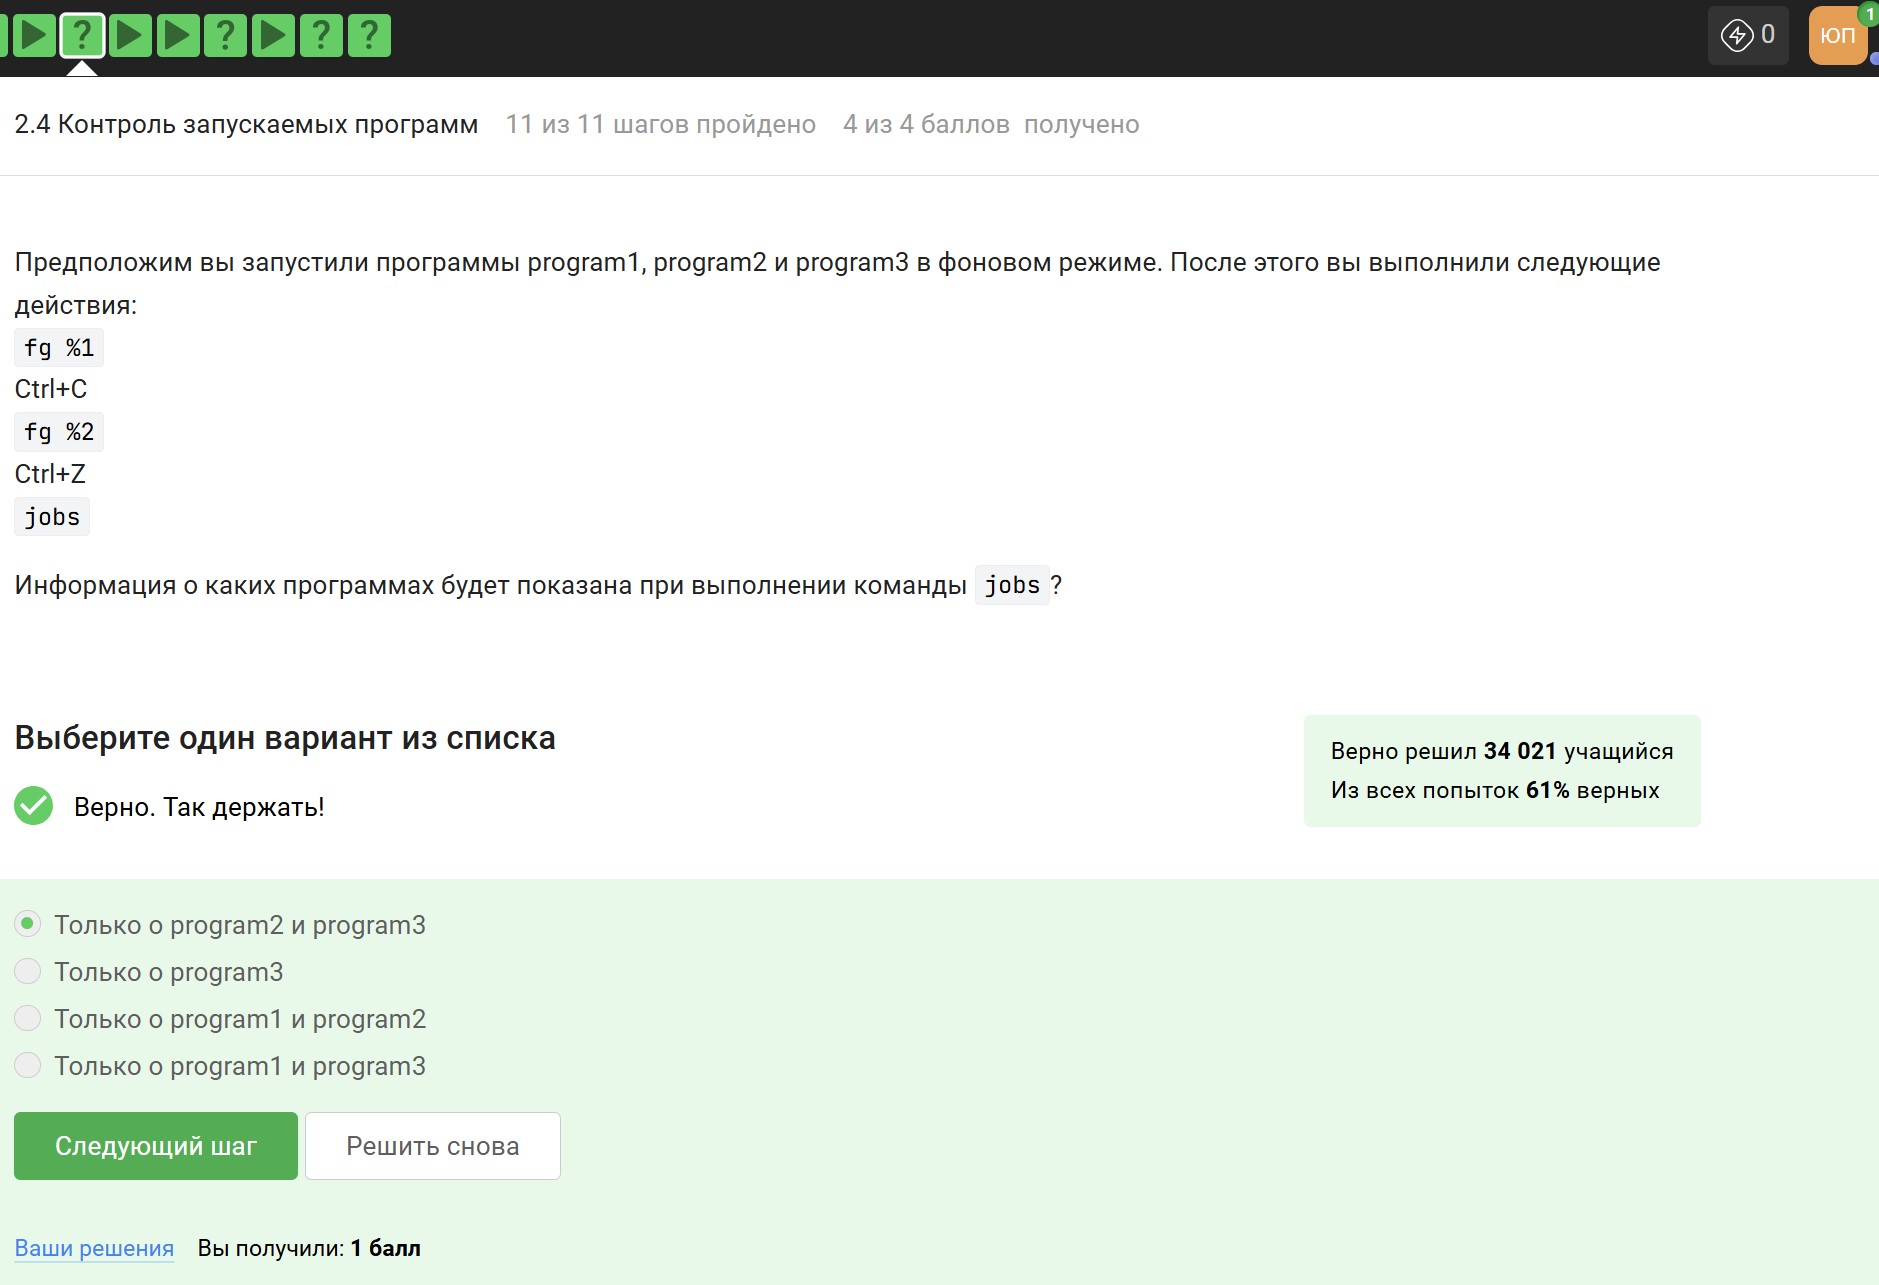 ? ? ? ?
0 ЮП 1
2.4 Контроль запускаемых программ 11 из 11 шагов пройдено 4 из 4 баллов получено
Предположим вы запустили программы program1, program2 и program3 в фоновом режиме. После этого вы выполнили следующие
действия:
fg %1
Ctrl+C
fg %2
Ctrl+Z
jobs
Информация о каких программах будет показана при выполнении команды jobs?
Выберите один вариант из списка
Верно. Так держать!
Верно решил 34 021 учащийся
Из всех попыток 61% верных
Только о program2 и program3
Только о program3
Только о program1 и program2
Только о program1 и program3
Следующий шаг Решить снова
Ваши решения Вы получили: 1 балл